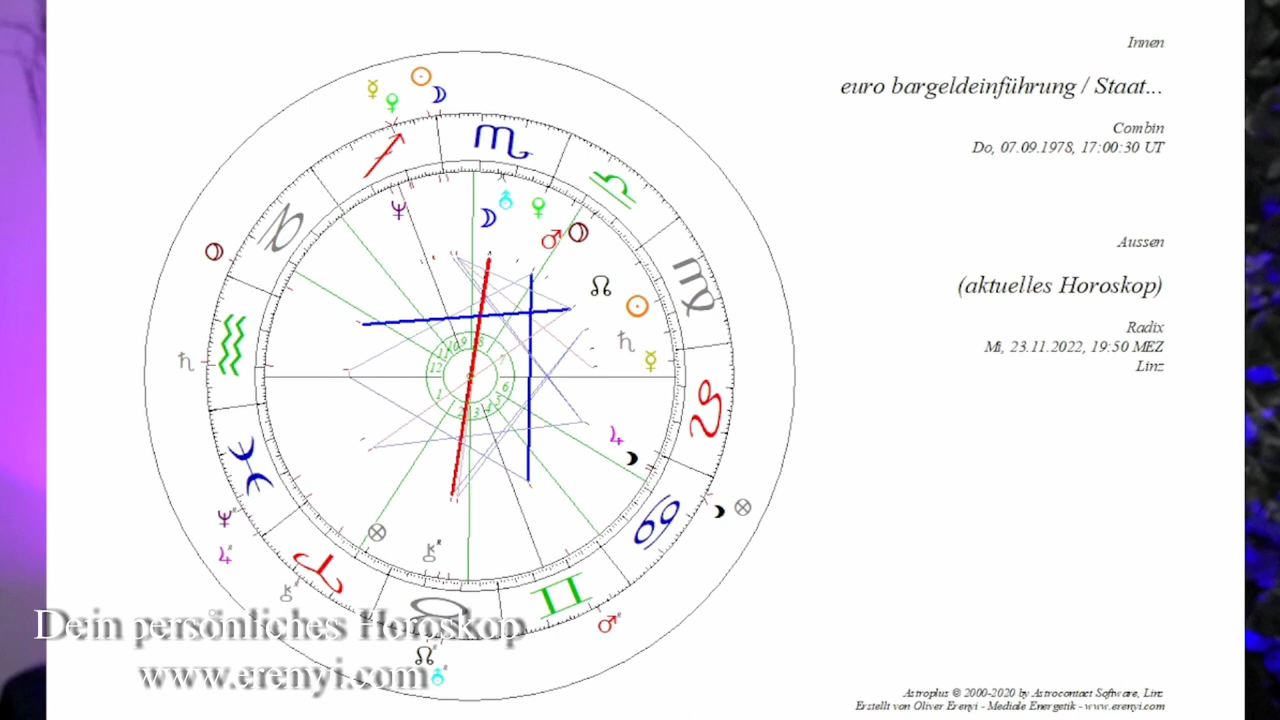 Innen
euro bargeldeinführung / Staat...
Combin
Do, 07.09.1978, 17:00:30 UT
Aussen
(aktuelles Horoskop)
Radix
Mi, 23.11.2022, 19:50 MEZ
Linz
Dein persönliches Horoskop
www.erenyi.com
Astroplus © 2000-2020 by Astrocontact Software, Linz
Erstellt von Oliver Erenyi - Mediale Energetik - www.erenyi.com